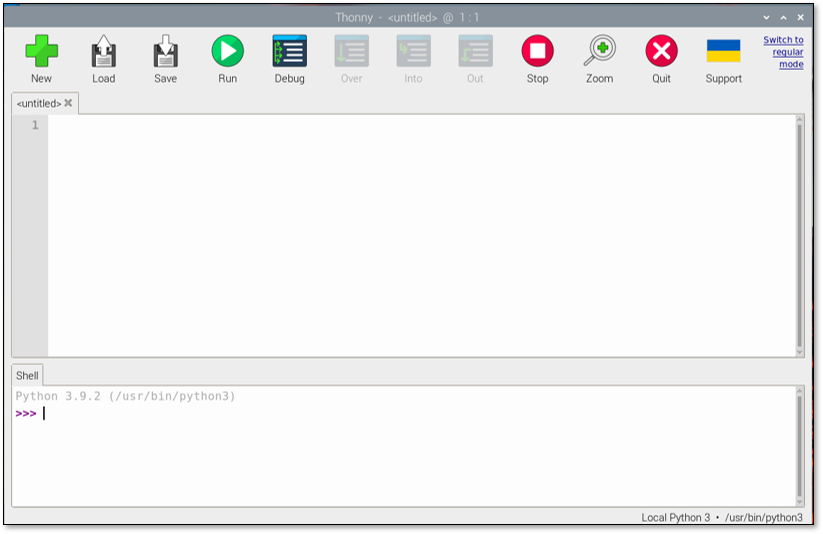 Thonny - <untitled> @ 1 : 1
New Load Save Run Debug Over Into Out Stop Zoom Quit Support
Switch to
regular
mode
<untitled>
1
Shell
Python 3.9.2 (/usr/bin/python3)
>>>
Local Python 3 • /usr/bin/python3